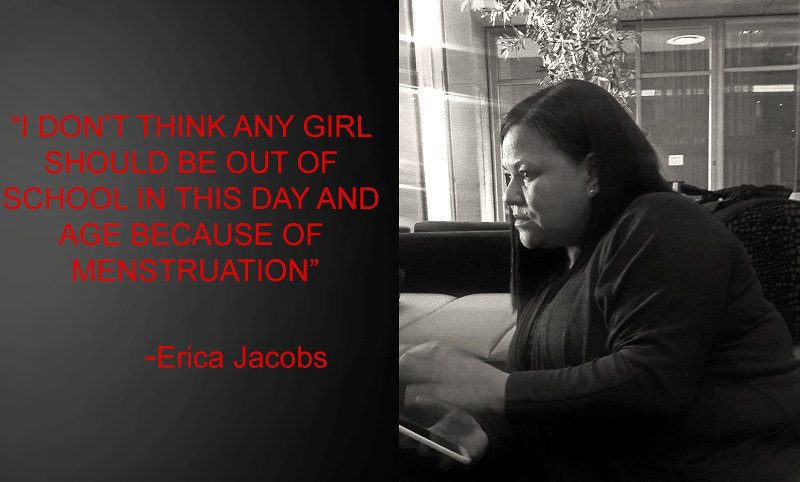 “I DON’T THINK ANY GIRL
SHOULD BE OUT OF
SCHOOL IN THIS DAY AND
AGE BECAUSE OF
MENSTRUATION”
-Erica Jacobs